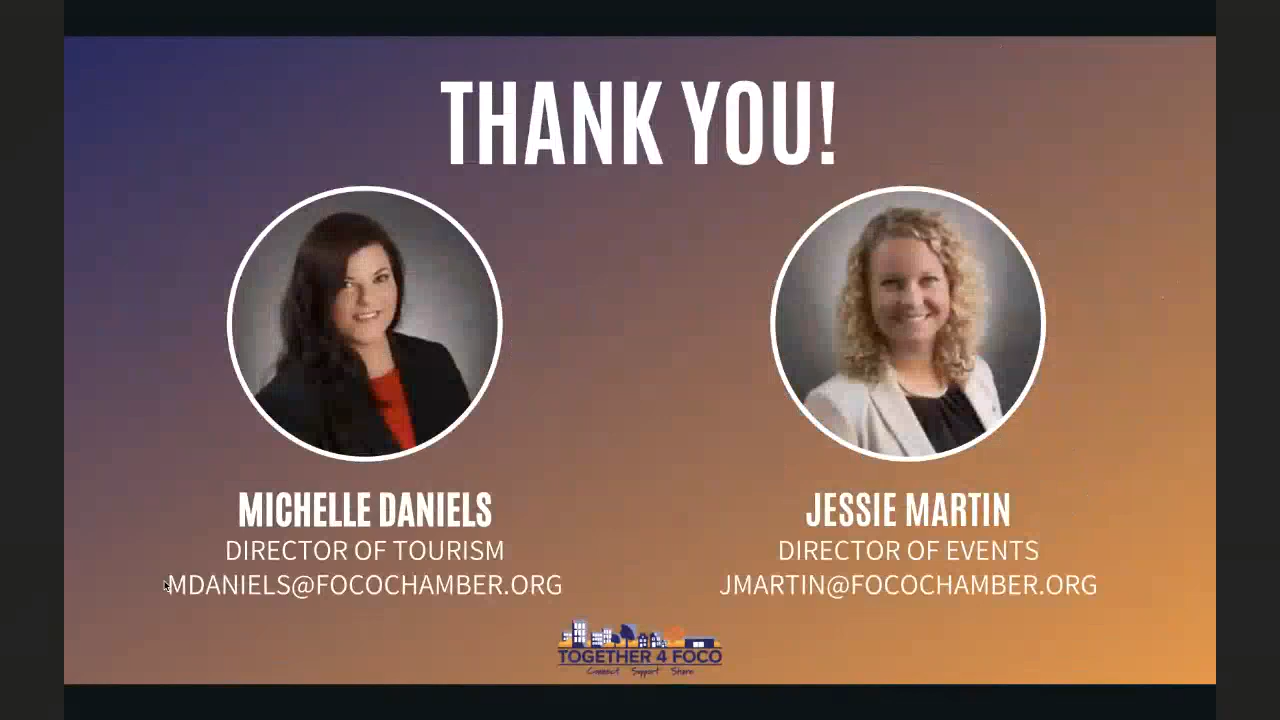 THANK YOU!
MICHELLE DANIELS
DIRECTOR OF TOURISM
MDANIELS@FOCOCHAMBER.ORG
JESSIE MARTIN
DIRECTOR OF EVENTS
JMARTIN@FOCOCHAMBER.ORG
TOGETHER 4 FOCO
Connect Support Share